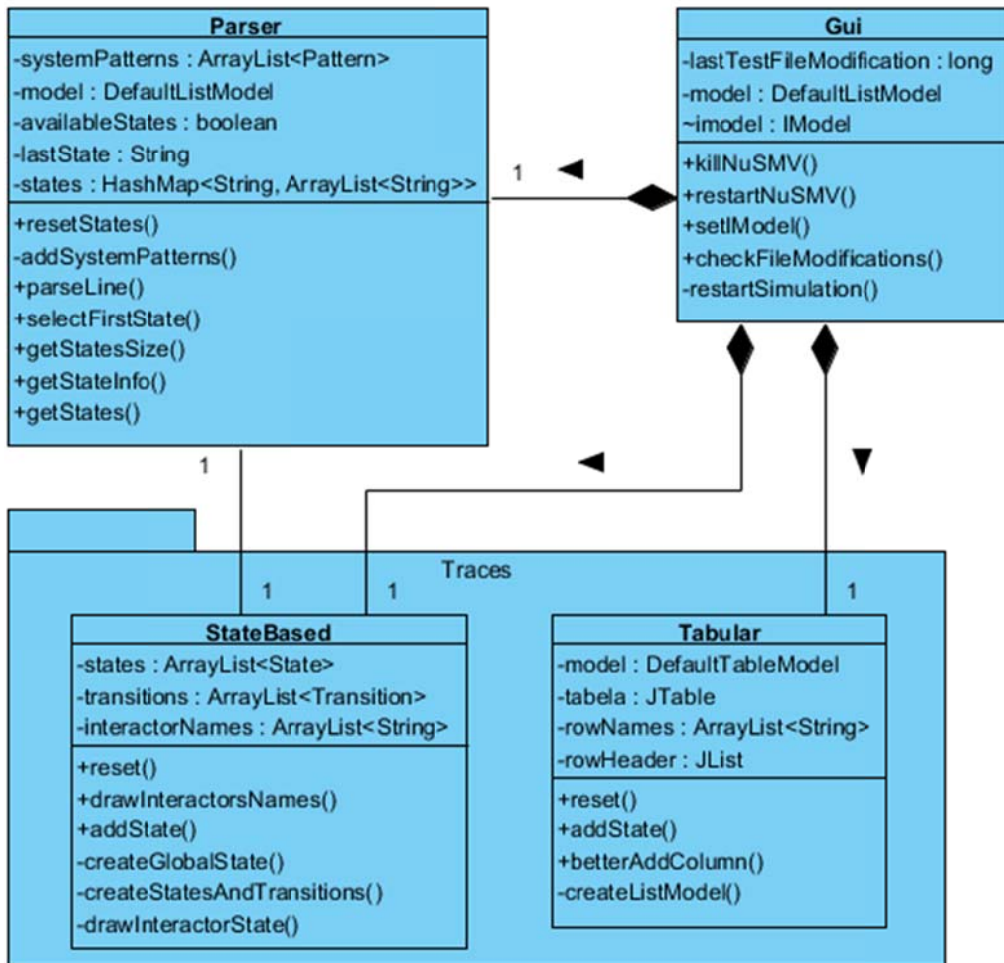 Parser
-systemPatterns : ArrayList<Pattern>
-model : DefaultListModel
-availableStates : boolean
-lastState : String
-states : HashMap<String, ArrayList<String>>
+resetStates()
-addSystemPatterns()
+parseLine()
+selectFirstState()
+getStatesSize()
+getStateInfo()
+getStates()
Gui
-lastTestFileModification : long
-model : DefaultListModel
~imodel : IModel
+killNuSMV()
+restartNuSMV()
+setIModel()
+checkFileModifications()
-restartSimulation()
1
1
Traces
1
1
1
StateBased
-states : ArrayList<State>
-transitions : ArrayList<Transition>
-interactorNames : ArrayList<String>
+reset()
+drawInteractorsNames()
+addState()
-createGlobalState()
-createStatesAndTransitions()
-drawInteractorState()
Tabular
-model : DefaultTableModel
-tabela : JTable
-rowNames : ArrayList<String>
-rowHeader : JList
+reset()
+addState()
+betterAddColumn()
-createListModel()